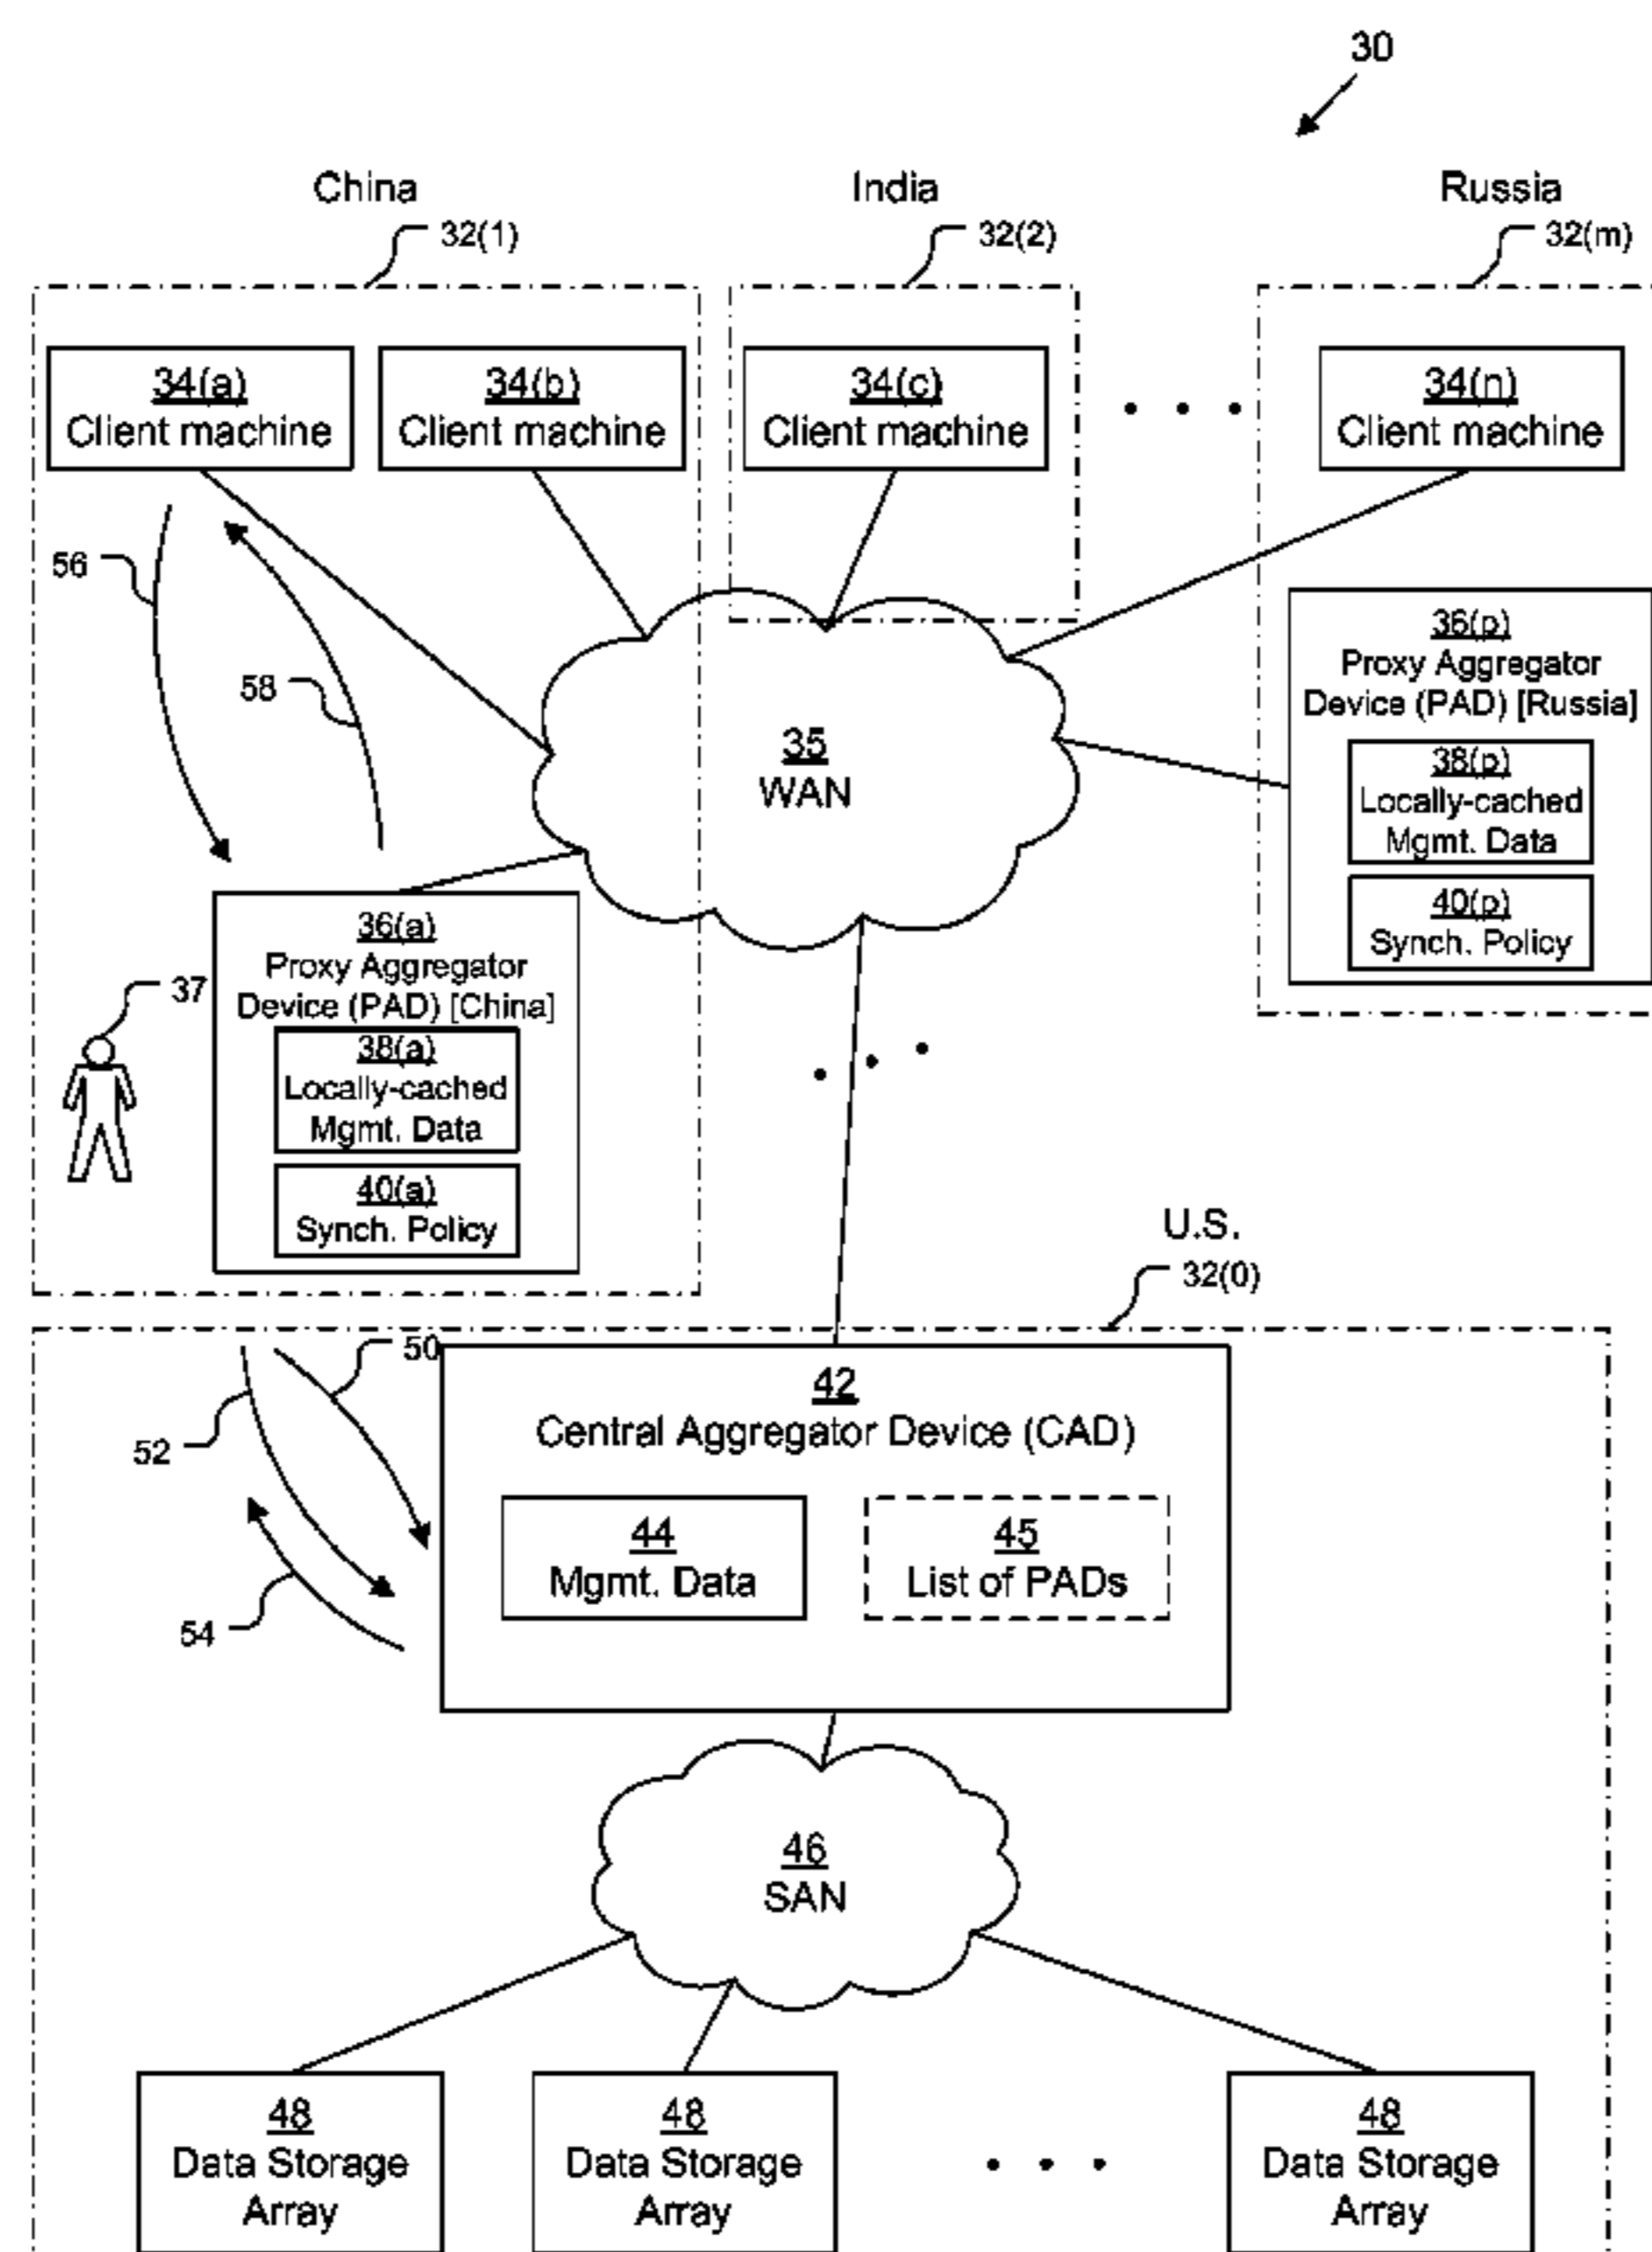 30
China
India
Russia
32(1)
32(2)
32(m)
34(a)
Client machine
34(b)
Client machine
34(c)
Client machine
34(n)
Client machine
56
58
35
WAN
36(p)
Proxy Aggregator
Device (PAD) [Russia]
38(p)
Locally-cached
Mgmt. Data
40(p)
Synch. Policy
37
36(a)
Proxy Aggregator
Device (PAD) [China]
38(a)
Locally-cached
Mgmt. Data
40(a)
Synch. Policy
U.S.
32(0)
50
52
54
42
Central Aggregator Device (CAD)
44
Mgmt. Data
45
List of PADs
46
SAN
48
Data Storage
Array
48
Data Storage
Array
48
Data Storage
Array